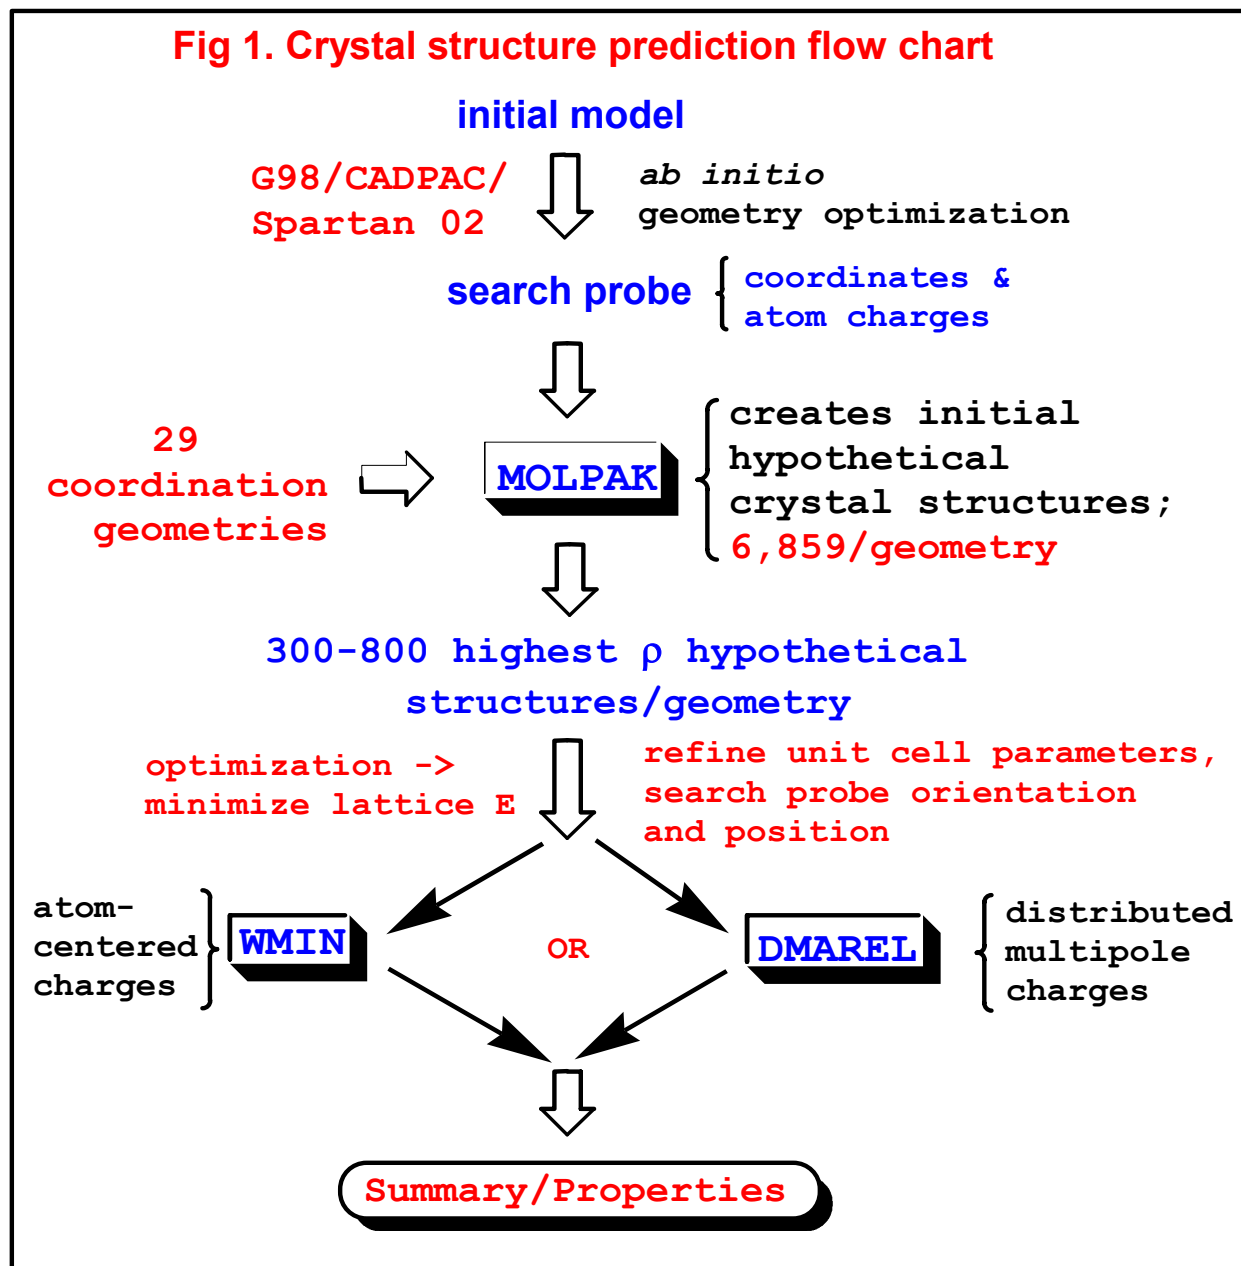 Fig 1. Crystal structure prediction flow chart
initial model
G98/CADPAC/
Spartan 02
ab initio
geometry optimization
search probe
coordinates &
atom charges
29
coordination
geometries
MOLPAK
creates initial
hypothetical
crystal structures;
6,859/geometry
300-800 highest ρ hypothetical
structures/geometry
optimization ->
minimize lattice E
refine unit cell parameters,
search probe orientation
and position
atom-
centered
charges
WMIN
OR
DMAREL
distributed
multipole
charges
Summary/Properties